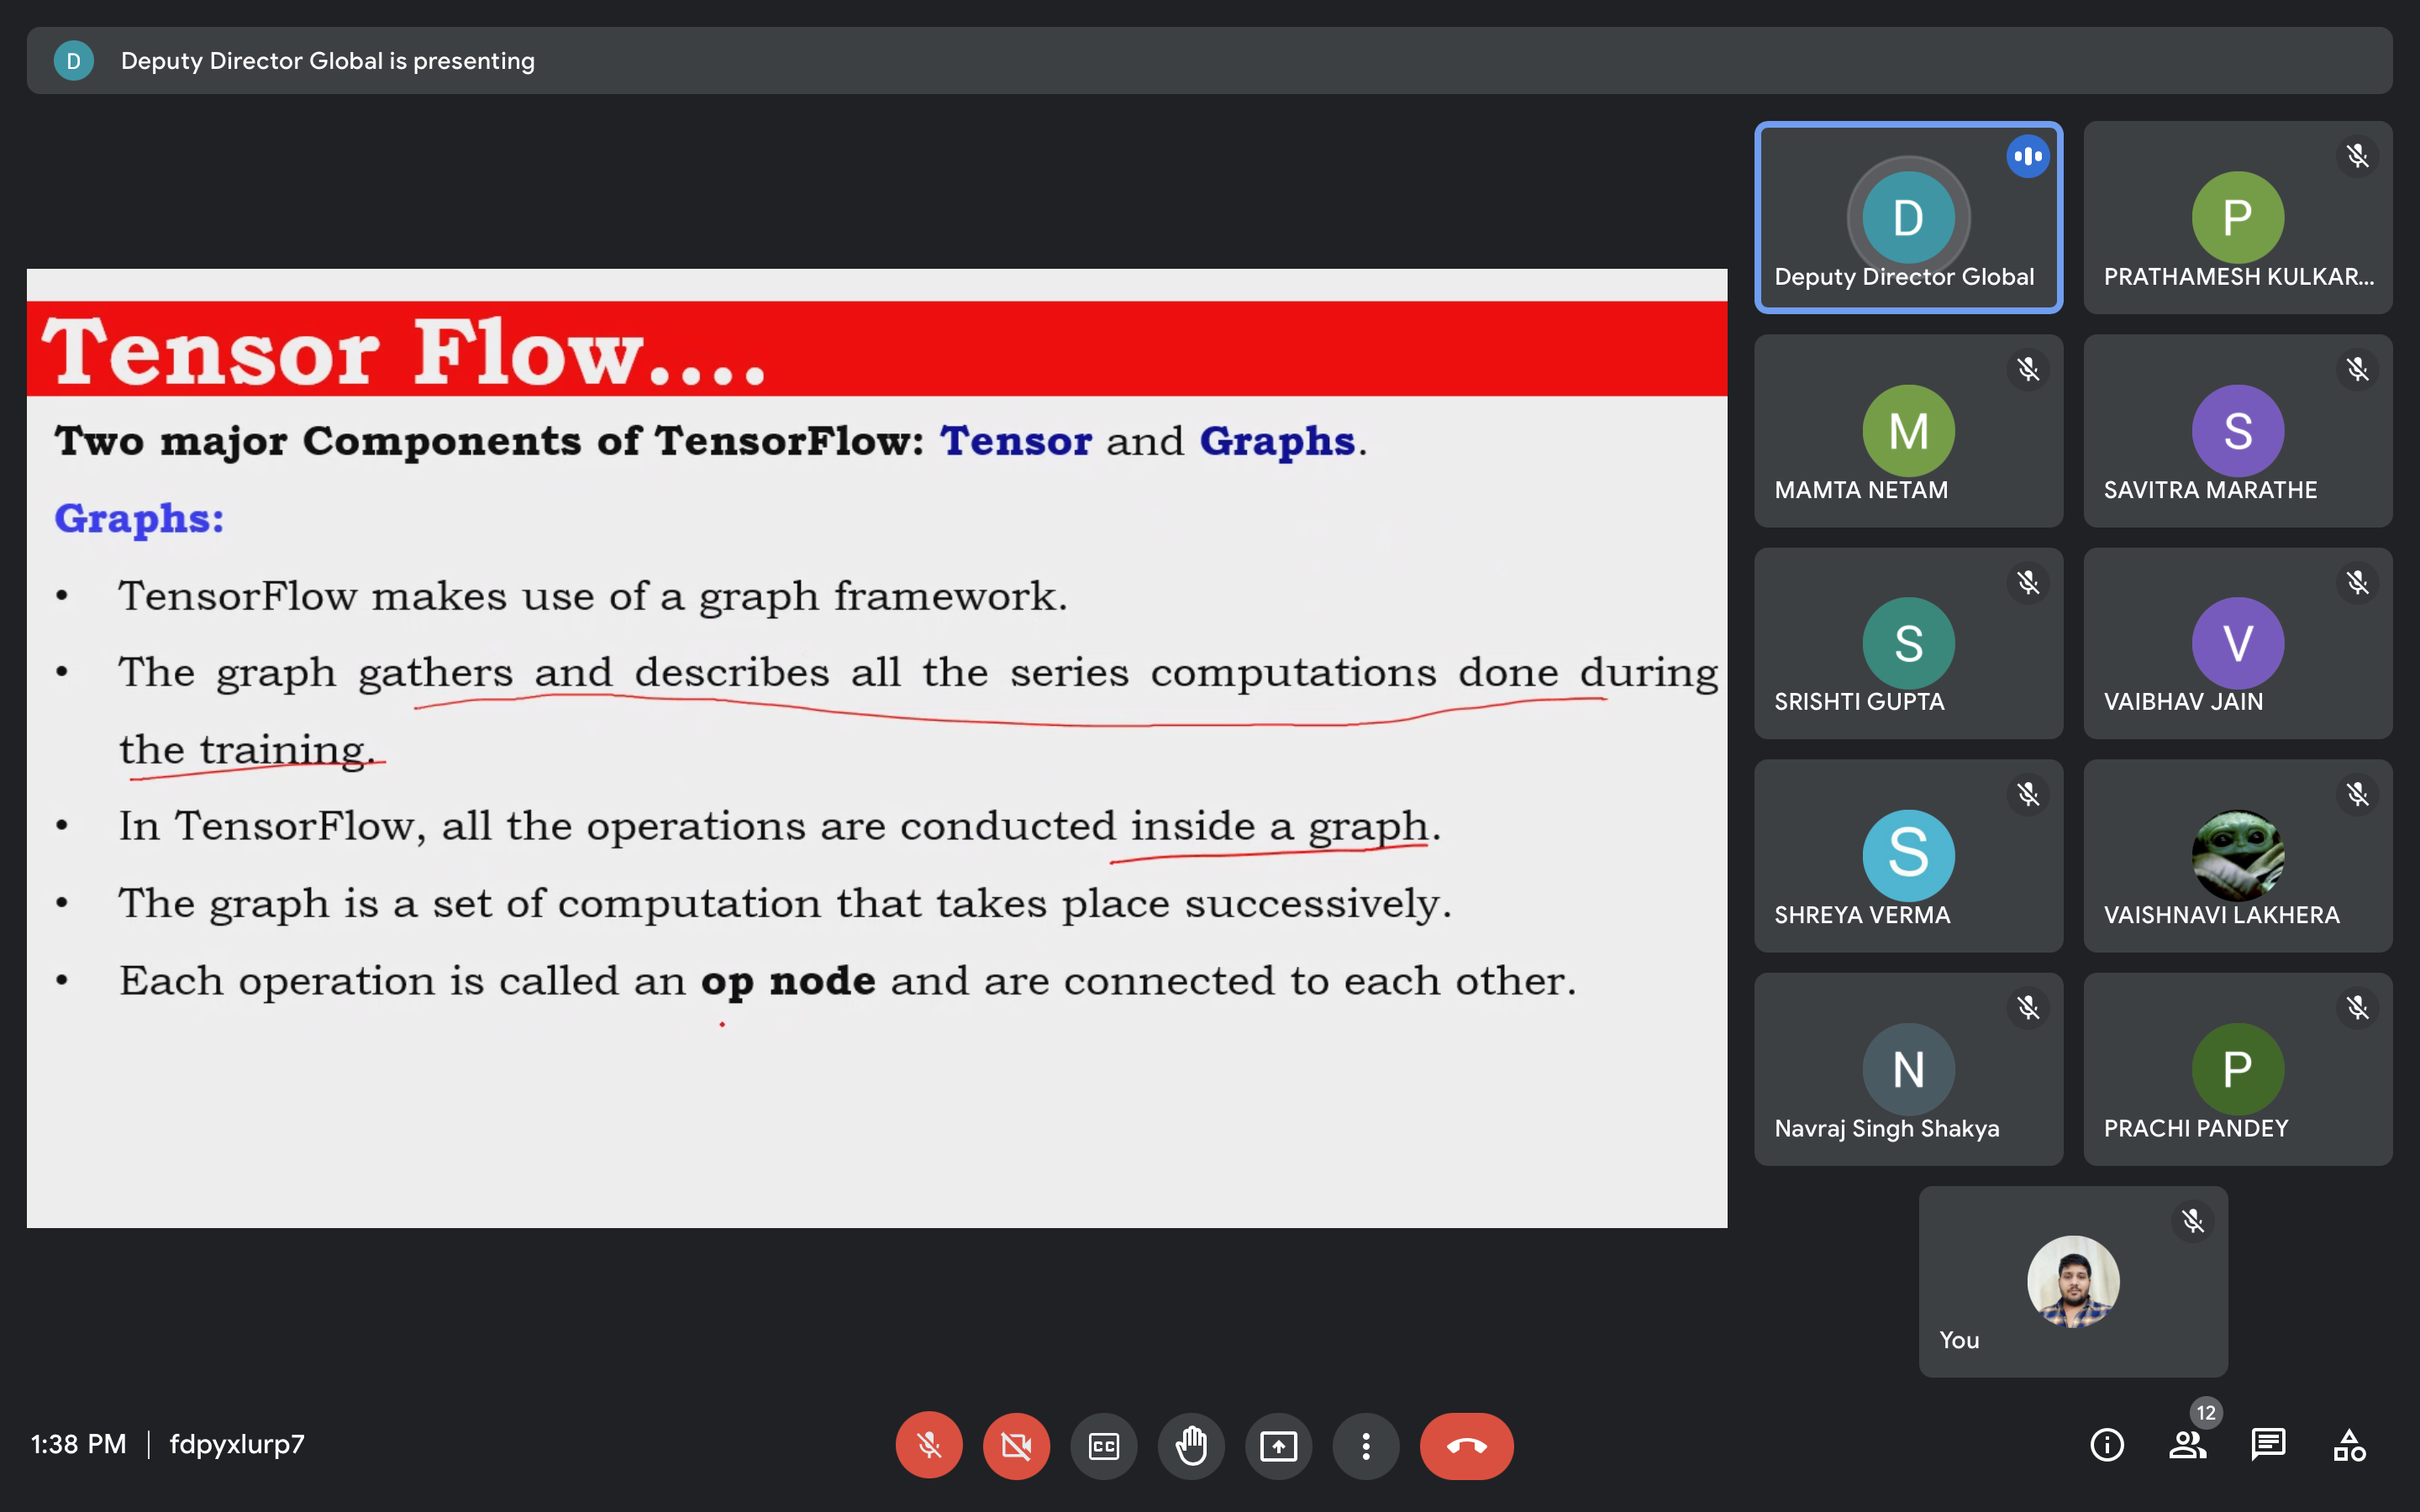 D
Deputy Director Global is presenting
Tensor Flow....
Two major Components of TensorFlow: Tensor and Graphs.
Graphs:
• TensorFlow makes use of a graph framework.
• The graph gathers and describes all the series computations done during
the training.
• In TensorFlow, all the operations are conducted inside a graph.
• The graph is a set of computation that takes place successively.
• Each operation is called an op node and are connected to each other.
D
Deputy Director Global
P
PRATHAMESH KULKAR...
M
MAMTA NETAM
S
SAVITRA MARATHE
S
SRISHTI GUPTA
V
VAIBHAV JAIN
S
SHREYA VERMA
VAISHNAVI LAKHERA
N
Navraj Singh Shakya
P
PRACHI PANDEY
You
1:38 PM | fdpyxlurp7
CC
12